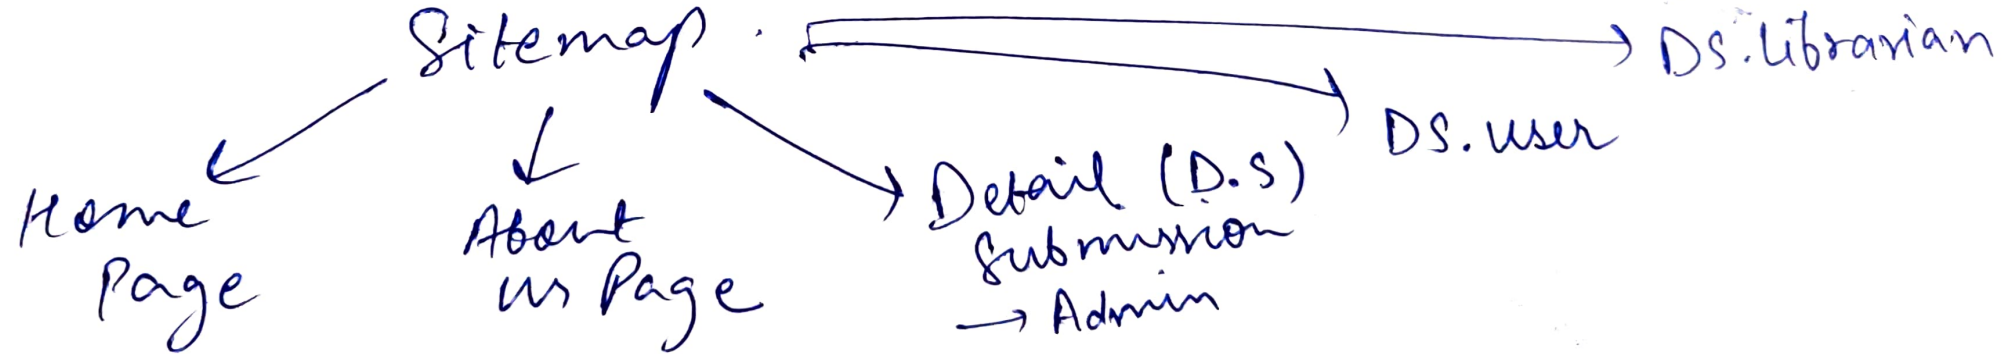 Sitemap
DS.librarian
DS.user
Home
Page
About
us Page
Detail (D.S)
Submission
→ Admin